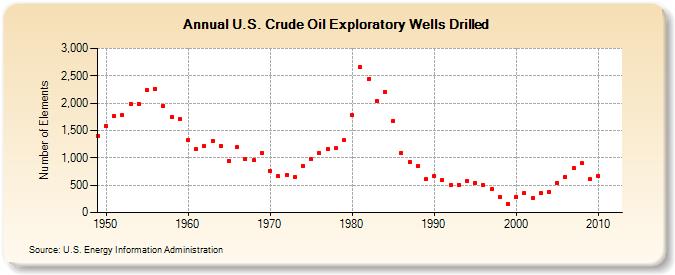 Annual U.S. Crude Oil Exploratory Wells Drilled
Number of Elements
3,000
2,500
2,000
1,500
1,000
500
0
1950 1960 1970 1980 1990 2000 2010
Source: U.S. Energy Information Administration